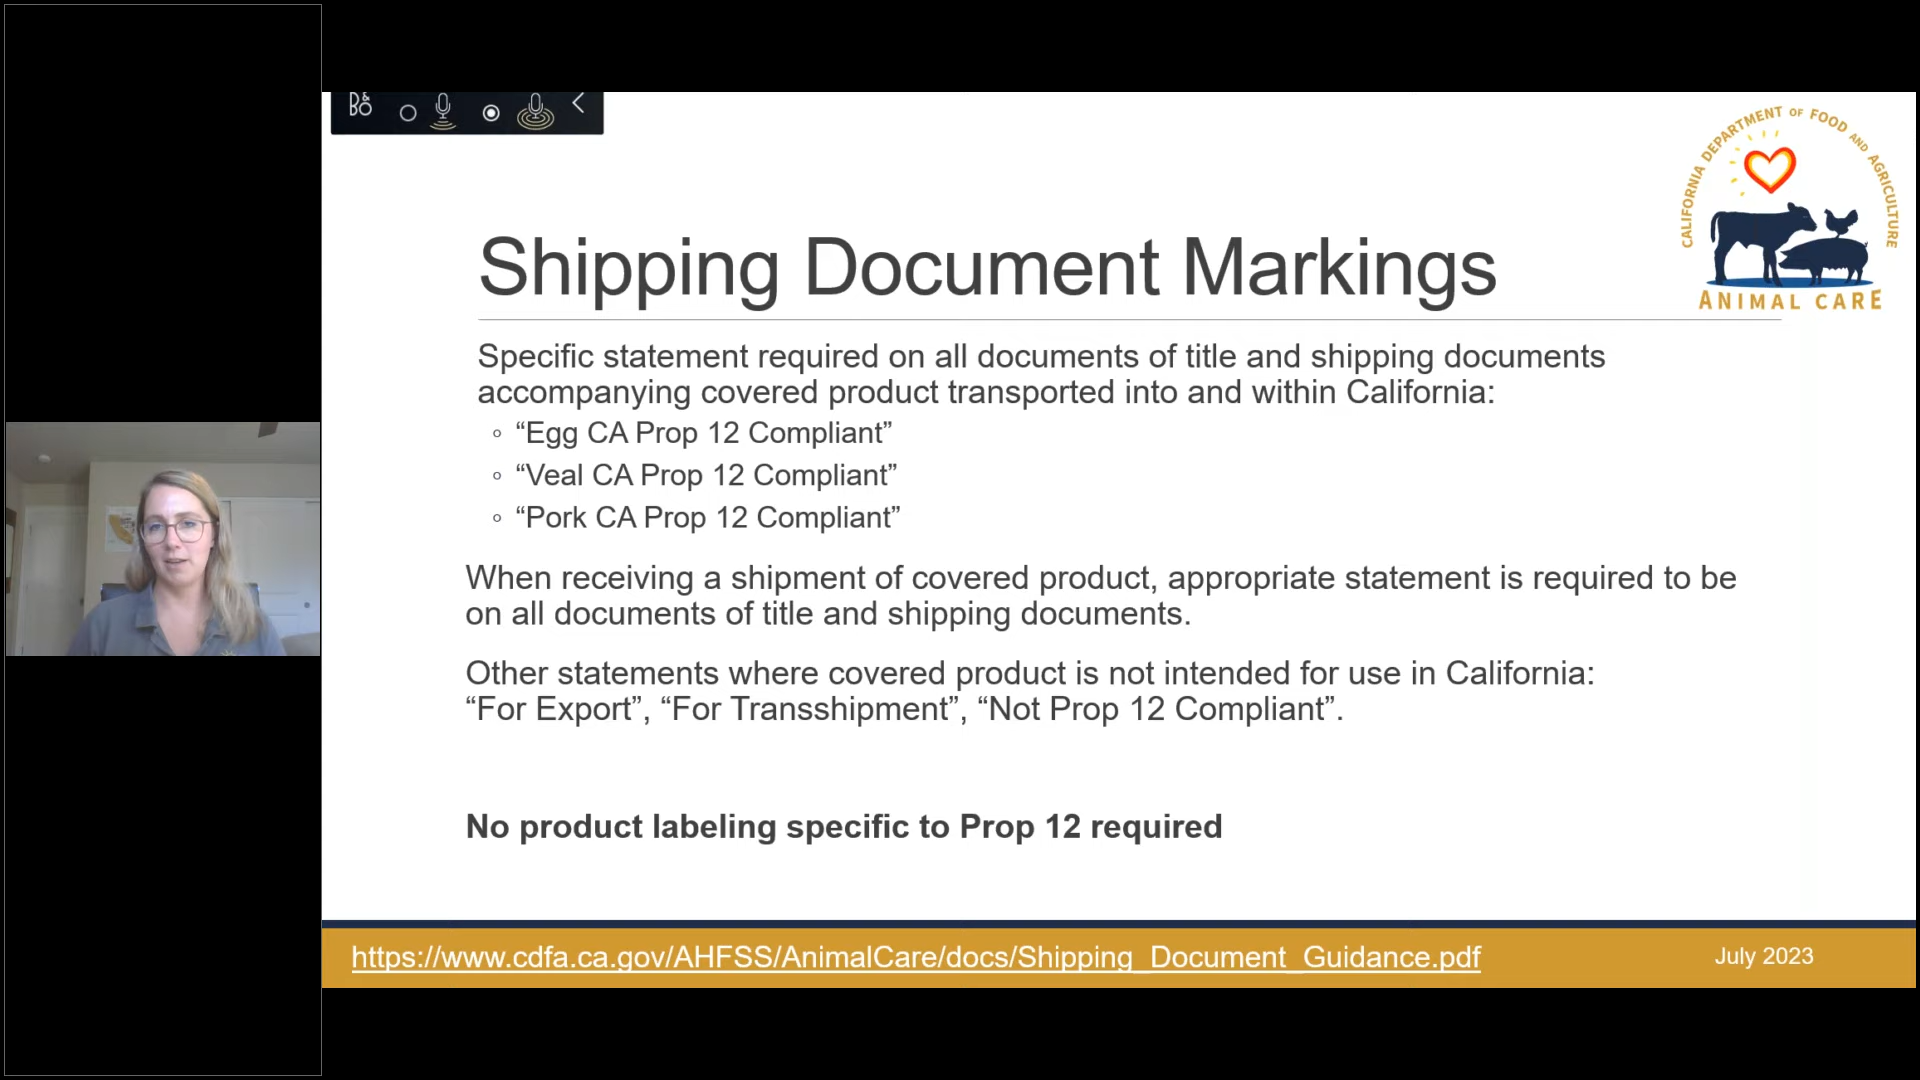 B&O
CALIFORNIA DEPARTMENT OF FOOD AND AGRICULTURE
ANIMAL CARE
Shipping Document Markings
Specific statement required on all documents of title and shipping documents
accompanying covered product transported into and within California:
◦ “Egg CA Prop 12 Compliant”
◦ “Veal CA Prop 12 Compliant”
◦ “Pork CA Prop 12 Compliant”
When receiving a shipment of covered product, appropriate statement is required to be
on all documents of title and shipping documents.
Other statements where covered product is not intended for use in California:
“For Export”, “For Transshipment”, “Not Prop 12 Compliant”.
No product labeling specific to Prop 12 required
https://www.cdfa.ca.gov/AHFSS/AnimalCare/docs/Shipping_Document_Guidance.pdf
July 2023